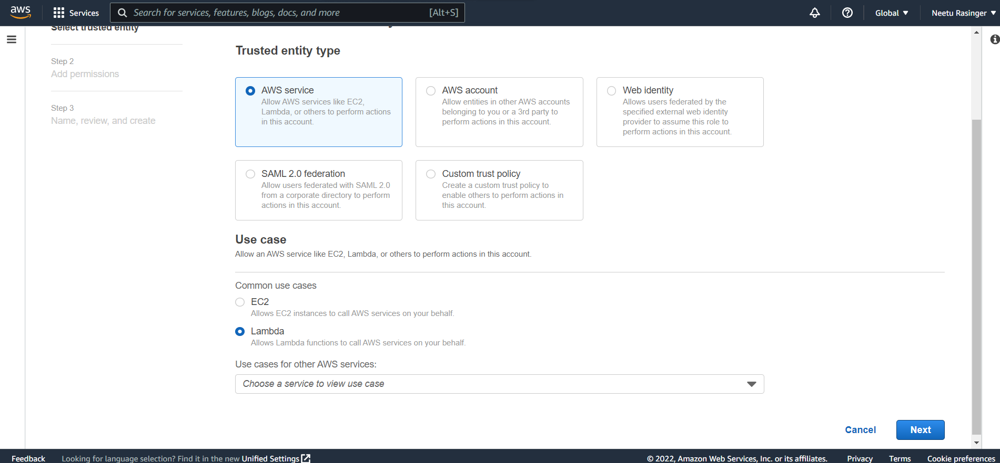 aws
Services
Search for services, features, blogs, docs, and more
[Alt+S]
Global
Neetu Rasinger
Select trusted entity
Step 2
Add permissions
Step 3
Name, review, and create
Trusted entity type
AWS service
Allow AWS services like EC2,
Lambda, or others to perform actions
in this account.
AWS account
Allow entities in other AWS accounts
belonging to you or a 3rd party to
perform actions in this account.
Web identity
Allows users federated by the
specified external web identity
provider to assume this role to
perform actions in this account.
SAML 2.0 federation
Allow users federated with SAML 2.0
from a corporate directory to perform
actions in this account.
Custom trust policy
Create a custom trust policy to
enable others to perform actions in
this account.
Use case
Allow an AWS service like EC2, Lambda, or others to perform actions in this account.
Common use cases
EC2
Allows EC2 instances to call AWS services on your behalf.
Lambda
Allows Lambda functions to call AWS services on your behalf.
Use cases for other AWS services:
Choose a service to view use case
Cancel
Next
Feedback
Looking for language selection? Find it in the new Unified Settings
© 2022, Amazon Web Services, Inc. or its affiliates.
Privacy
Terms
Cookie preferences